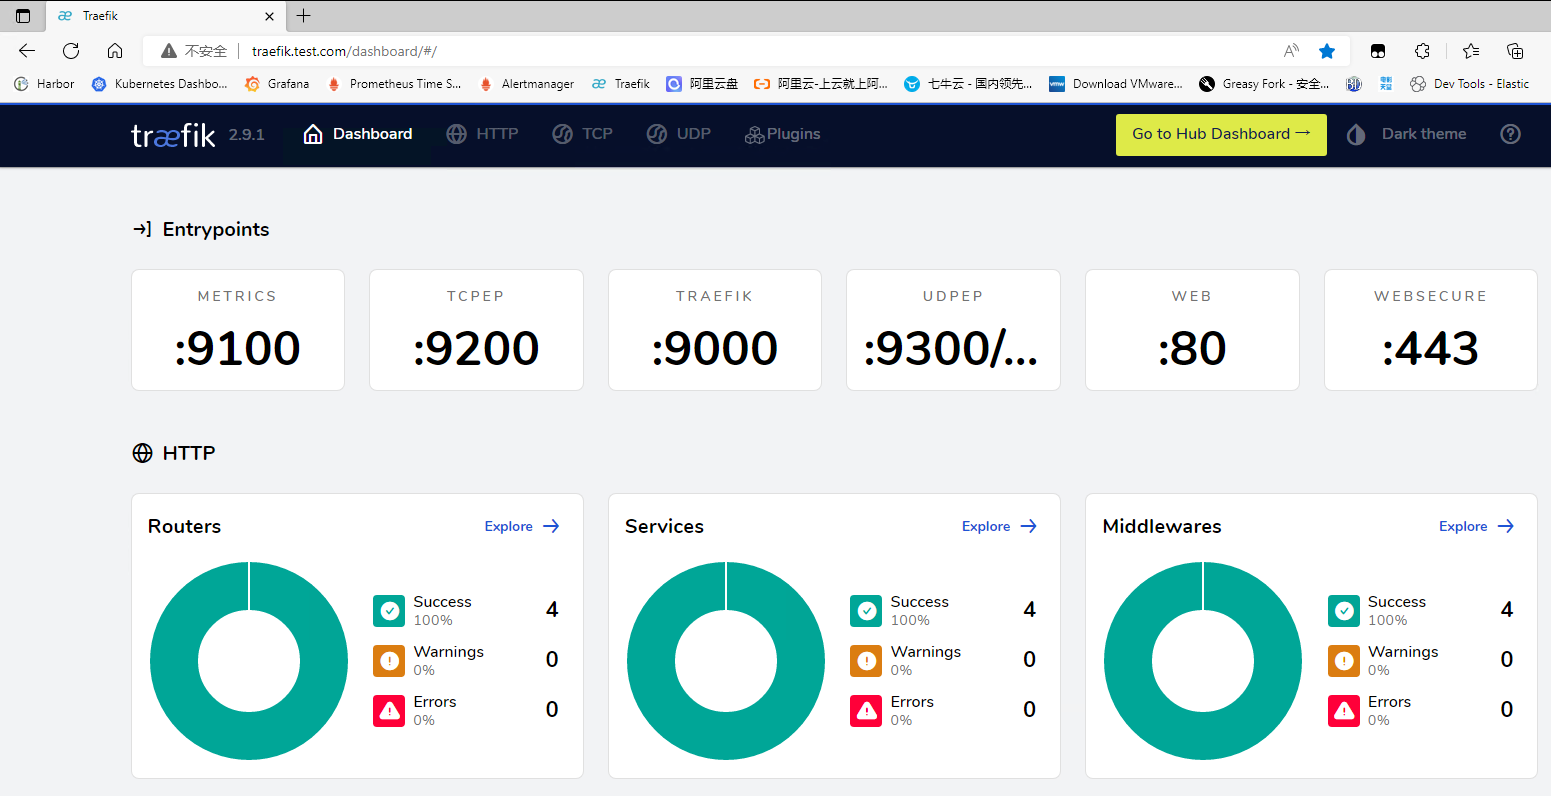 Traefik
不安全 traefik.test.com/dashboard/#/
Harbor Kubernetes Dashbo... Grafana Prometheus Time S... Alertmanager Traefik 阿里云盘 阿里云-上云就上阿... 七牛云 - 国内领先... Download VMware... Greasy Fork - 安全... Dev Tools - Elastic
træfik 2.9.1 Dashboard HTTP TCP UDP Plugins Go to Hub Dashboard → Dark theme
Entrypoints
METRICS TCPEP TRAEFIK UDPEP WEB WEBSECURE
:9100 :9200 :9000 :9300/... :80 :443
HTTP
Routers Explore Services Explore Middlewares Explore
Success 4 Success 4 Success 4
100% 100% 100%
Warnings 0 Warnings 0 Warnings 0
0% 0% 0%
Errors 0 Errors 0 Errors 0
0% 0% 0%